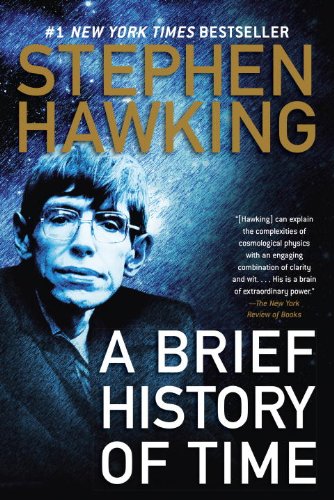 #1 NEW YORK TIMES BESTSELLER
STEPHEN
HAWKING
"[Hawking] can explain
the complexities of
cosmological physics
with an engaging
combination of clarity
and wit. . . . His is a brain
of extraordinary power."
—The New York
Review of Books
A BRIEF
HISTORY
OF TIME